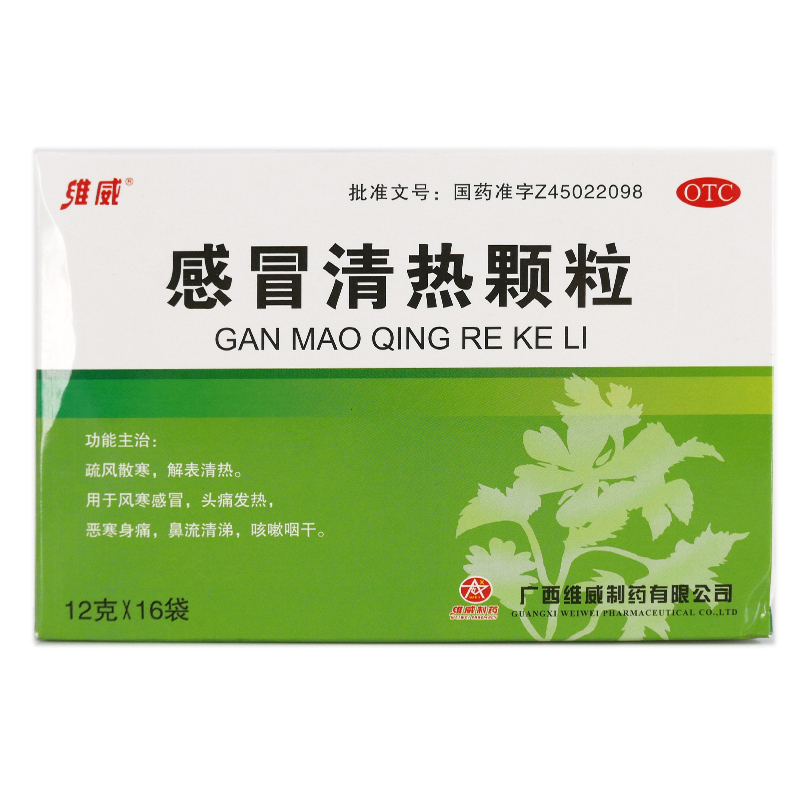 维威®
批准文号：国药准字Z45022098
OTC
感冒清热颗粒
GAN MAO QING RE KE LI
功能主治：
疏风散寒，解表清热。
用于风寒感冒，头痛发热，
恶寒身痛，鼻流清涕，咳嗽咽干。
12克X16袋
维威制药
广西维威制药有限公司
GUANGXI WEIWEI PHARMACEUTICAL CO.,LTD